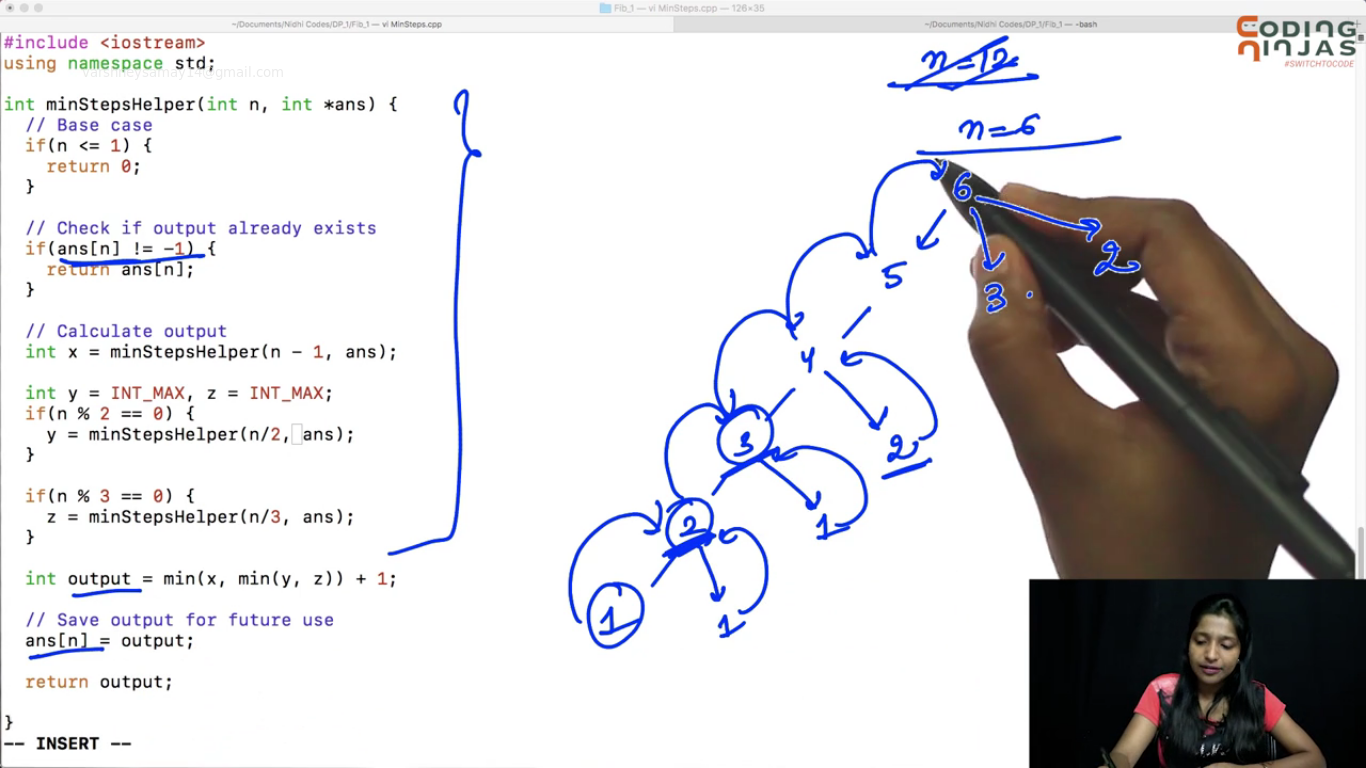 Fib_1 — vi MinSteps.cpp — 126×35
~/Documents/Nidhi Codes/DP_1/Fib_1 — vi MinSteps.cpp
~/Documents/Nidhi Codes/DP_1/Fib_1 — -bash
CODING
NINJAS
#SWITCHTOCODE
varshneysamay14@gmail.com
#include <iostream>
using namespace std;
int minStepsHelper(int n, int *ans) {
// Base case
if(n <= 1) {
return 0;
}
// Check if output already exists
if(ans[n] != -1) {
return ans[n];
}
// Calculate output
int x = minStepsHelper(n - 1, ans);
int y = INT_MAX, z = INT_MAX;
if(n % 2 == 0) {
y = minStepsHelper(n/2, ans);
}
if(n % 3 == 0) {
z = minStepsHelper(n/3, ans);
}
int output = min(x, min(y, z)) + 1;
// Save output for future use
ans[n] = output;
return output;
}
-- INSERT --
n=12
n=6
6
5
3
2
4
3
2
2
1
1
1